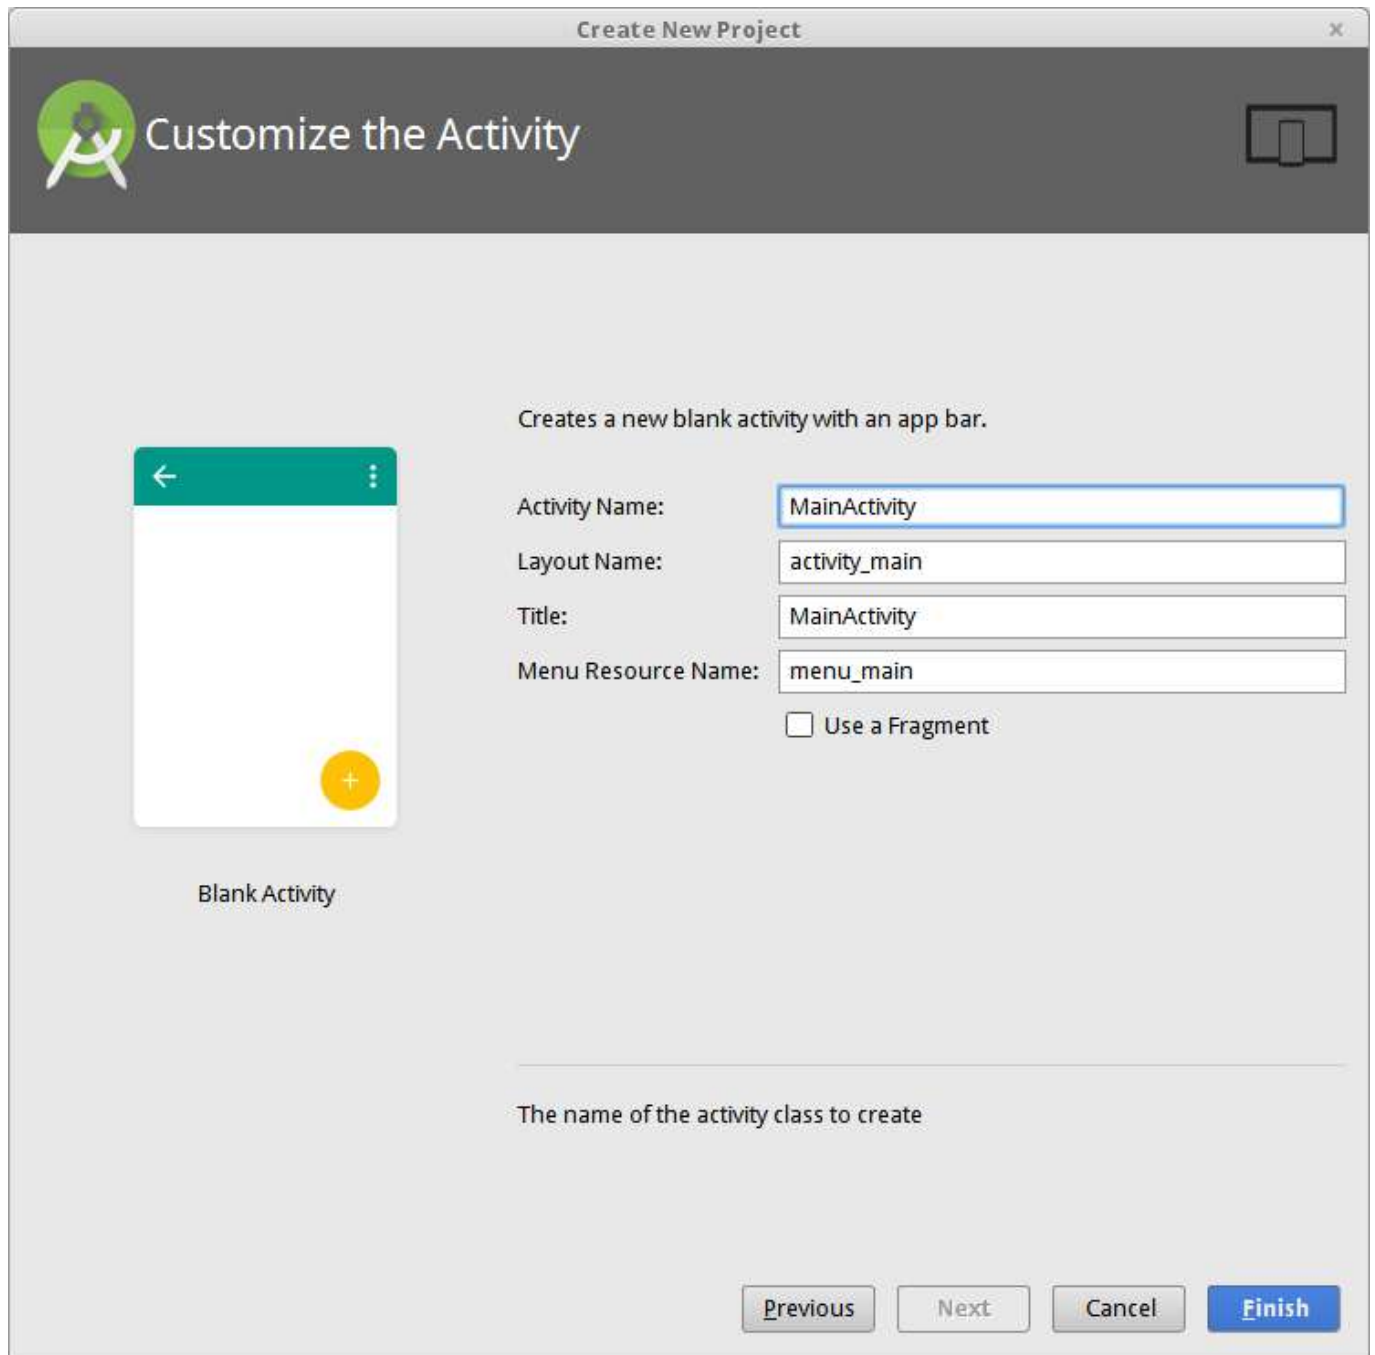 Create New Project
Customize the Activity
Creates a new blank activity with an app bar.
Activity Name: MainActivity
Layout Name: activity_main
Title: MainActivity
Menu Resource Name: menu_main
Use a Fragment
Blank Activity
The name of the activity class to create
Previous Next Cancel Finish